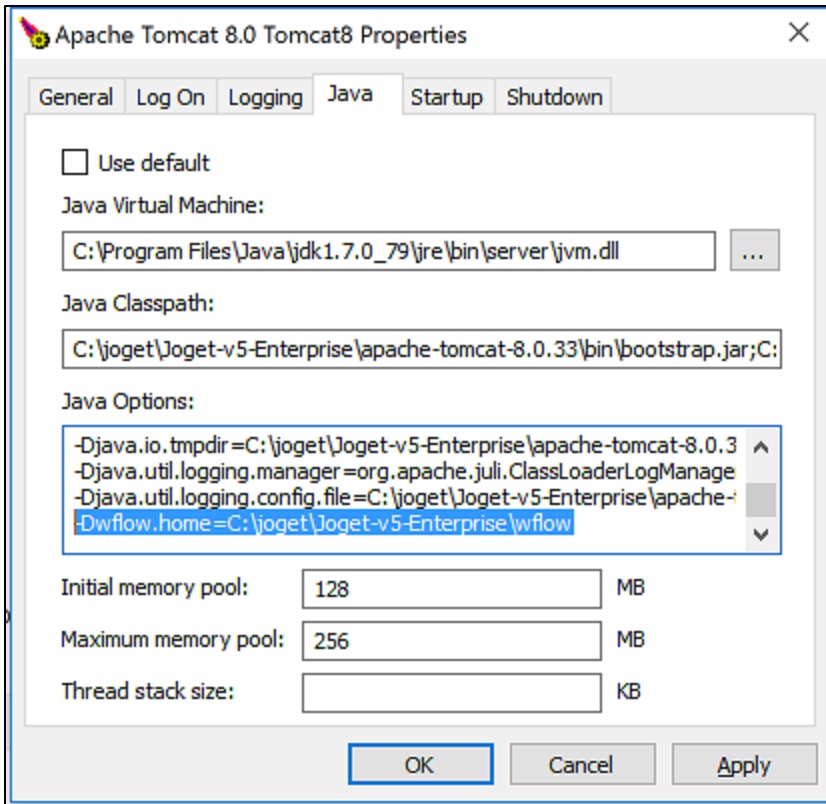 Apache Tomcat 8.0 Tomcat8 Properties
General Log On Logging Java Startup Shutdown
Use default
Java Virtual Machine:
C:\Program Files\Java\jdk1.7.0_79\jre\bin\server\jvm.dll
...
Java Classpath:
C:\joget\Joget-v5-Enterprise\apache-tomcat-8.0.33\bin\bootstrap.jar;C:
Java Options:
-Djava.io.tmpdir=C:\joget\Joget-v5-Enterprise\apache-tomcat-8.0.3
-Djava.util.logging.manager=org.apache.juli.ClassLoaderLogManage
-Djava.util.logging.config.file=C:\joget\Joget-v5-Enterprise\apache-
-Dwflow.home=C:\joget\Joget-v5-Enterprise\wflow
Initial memory pool: 128 MB
Maximum memory pool: 256 MB
Thread stack size: KB
OK Cancel Apply